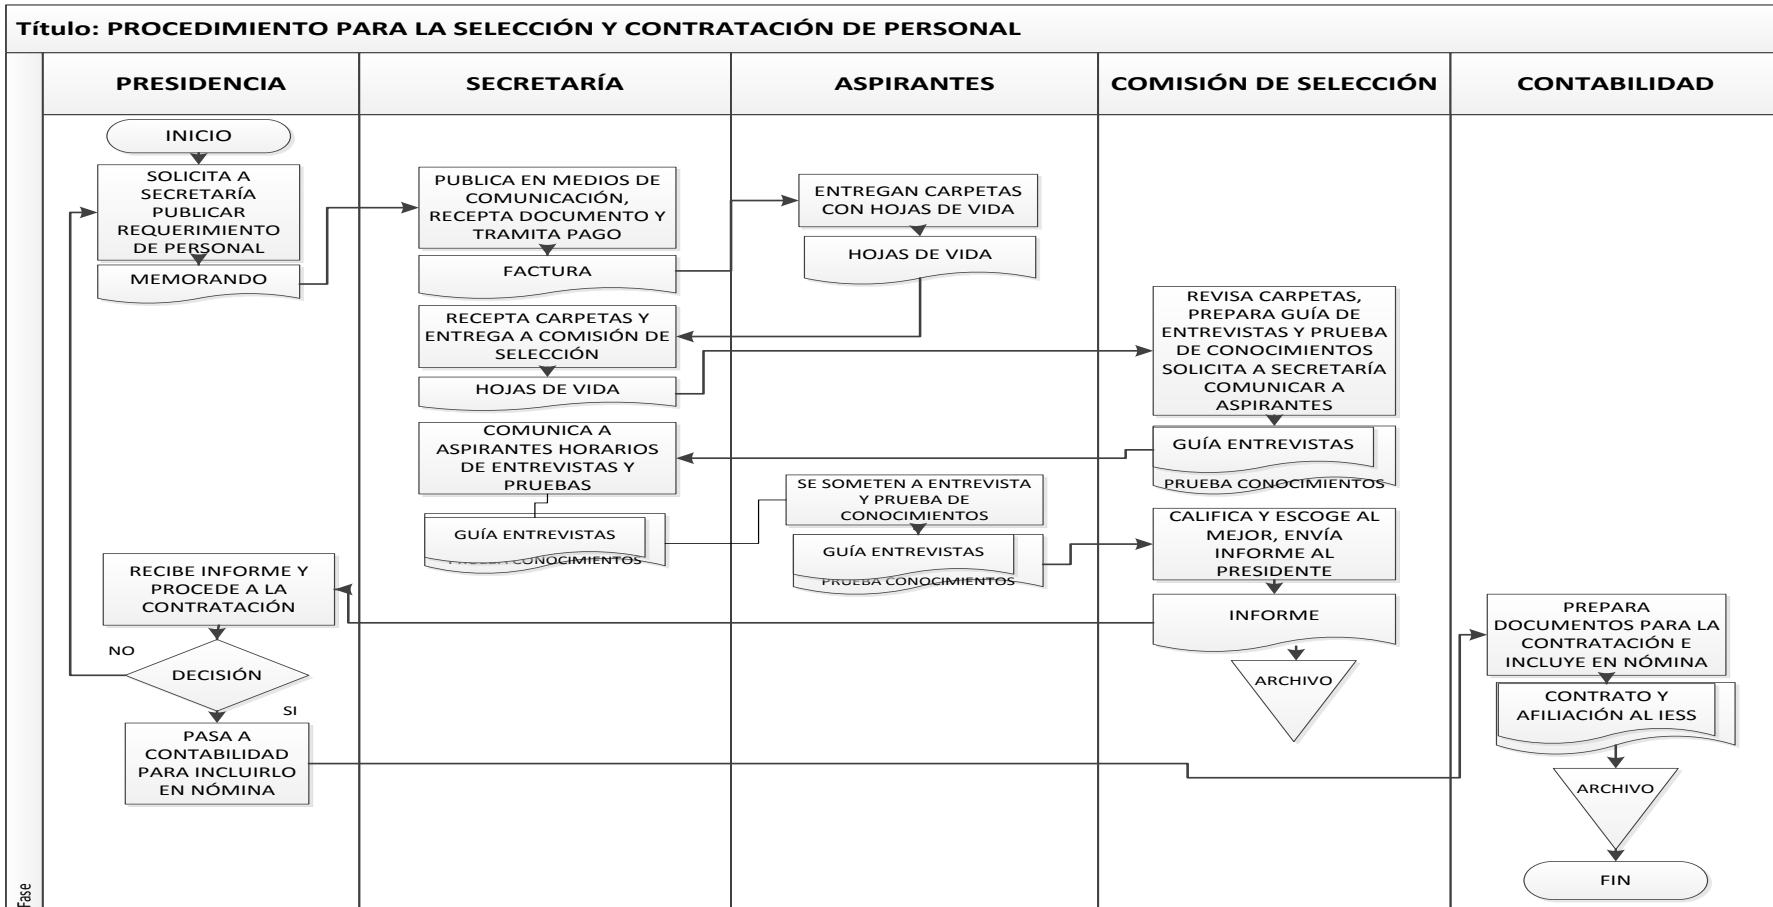 Título: PROCEDIMIENTO PARA LA SELECCIÓN Y CONTRATACIÓN DE PERSONAL
PRESIDENCIA
SECRETARÍA
ASPIRANTES
COMISIÓN DE SELECCIÓN
CONTABILIDAD
INICIO
SOLICITA A
SECRETARÍA
PUBLICAR
REQUERIMIENTO
DE PERSONAL
MEMORANDO
PUBLICA EN MEDIOS DE
COMUNICACIÓN,
RECEPTA DOCUMENTO Y
TRAMITA PAGO
FACTURA
ENTREGAN CARPETAS
CON HOJAS DE VIDA
HOJAS DE VIDA
RECEPTA CARPETAS Y
ENTREGA A COMISIÓN DE
SELECCIÓN
HOJAS DE VIDA
REVISA CARPETAS,
PREPARA GUÍA DE
ENTREVISTAS Y PRUEBA
DE CONOCIMIENTOS
SOLICITA A SECRETARÍA
COMUNICAR A
ASPIRANTES
GUÍA ENTREVISTAS
PRUEBA CONOCIMIENTOS
COMUNICA A
ASPIRANTES HORARIOS
DE ENTREVISTAS Y
PRUEBAS
GUÍA ENTREVISTAS
PRUEBA CONOCIMIENTOS
SE SOMETEN A ENTREVISTA
Y PRUEBA DE
CONOCIMIENTOS
GUÍA ENTREVISTAS
PRUEBA CONOCIMIENTOS
CALIFICA Y ESCOGE AL
MEJOR, ENVÍA
INFORME AL
PRESIDENTE
INFORME
ARCHIVO
RECIBE INFORME Y
PROCEDE A LA
CONTRATACIÓN
NO
DECISIÓN
SI
PASA A
CONTABILIDAD
PARA INCLUIRLO
EN NÓMINA
PREPARA
DOCUMENTOS PARA LA
CONTRATACIÓN E
INCLUYE EN NÓMINA
CONTRATO Y
AFILIACIÓN AL IESS
ARCHIVO
FIN
Fase